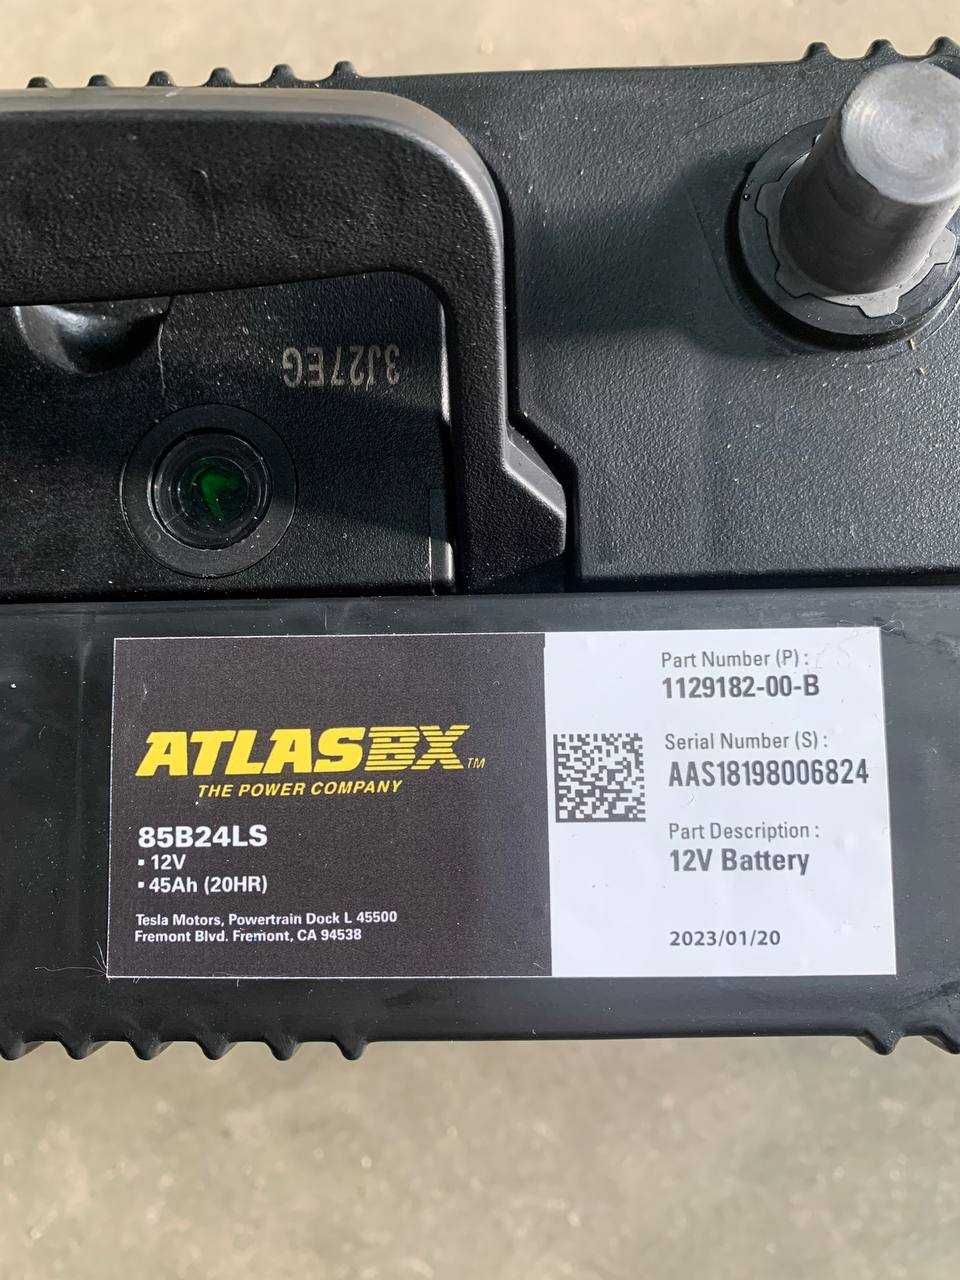 3J27EG
ATLASBX™
THE POWER COMPANY
85B24LS
▪ 12V
▪ 45Ah (20HR)
Tesla Motors, Powertrain Dock L 45500
Fremont Blvd. Fremont, CA 94538
Part Number (P) :
1129182-00-B
Serial Number (S) :
AAS18198006824
Part Description :
12V Battery
2023/01/20